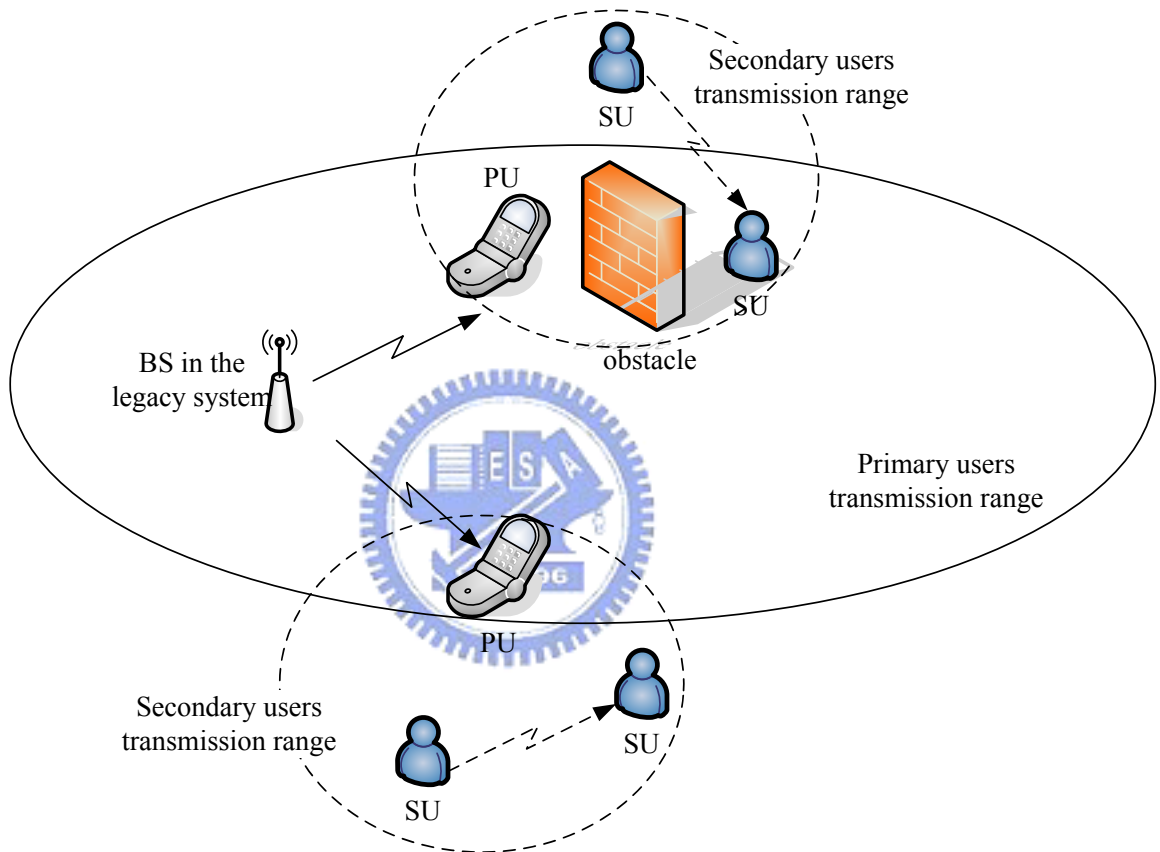 Secondary users
transmission range
SU
PU
SU
obstacle
BS in the
legacy system
E S A
Primary users
transmission range
96
PU
Secondary users
transmission range
SU
SU